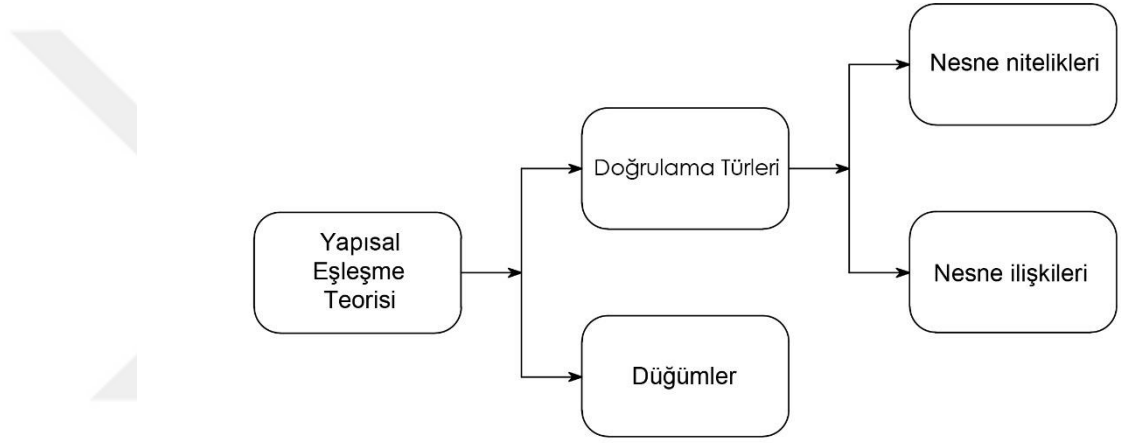 Yapısal
Eşleşme
Teorisi
Doğrulama Türleri
Düğümler
Nesne nitelikleri
Nesne ilişkileri